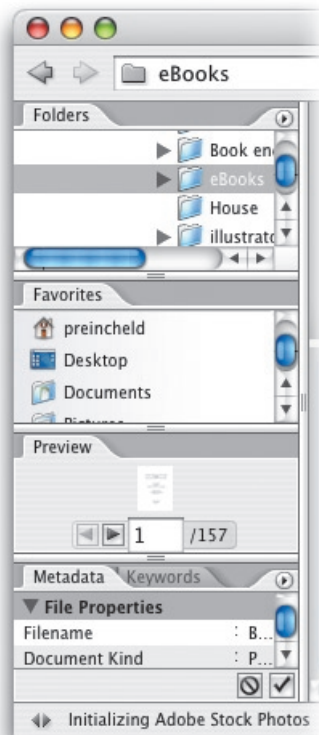 eBooks
Folders
Book en
eBooks
House
illustrato
Favorites
preincheld
Desktop
Documents
Pictures
Preview
1 /157
Metadata Keywords
File Properties
Filename : B...
Document Kind : P...
Initializing Adobe Stock Photos